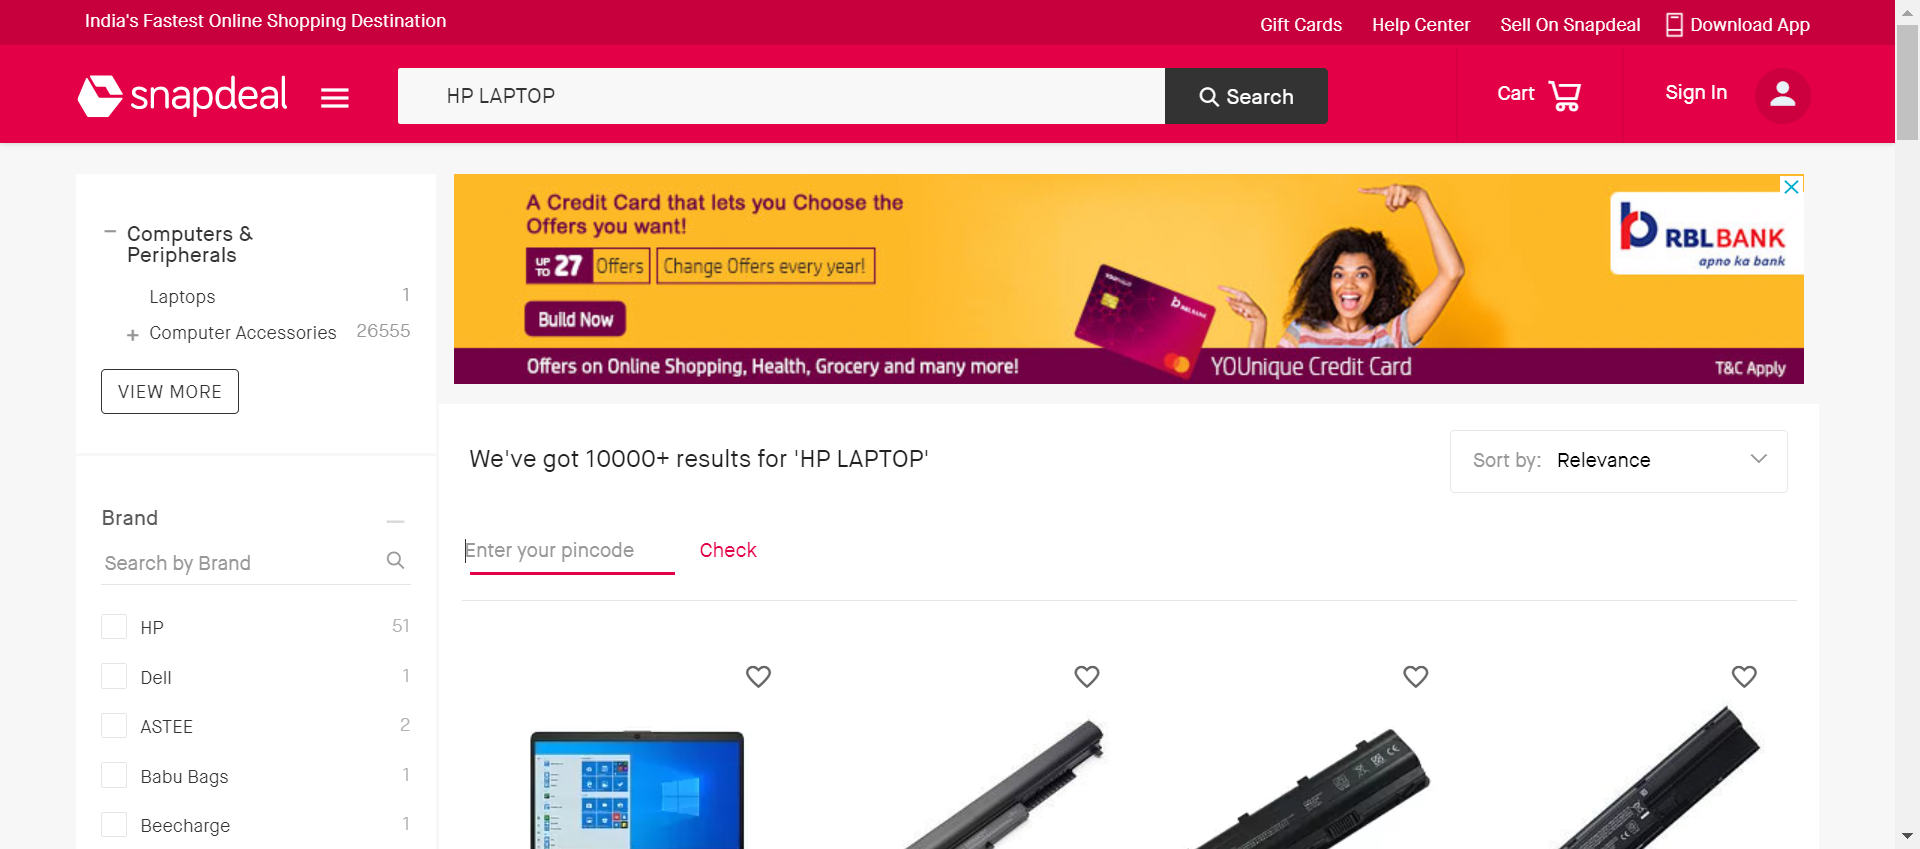 India's Fastest Online Shopping Destination
Gift Cards
Help Center
Sell On Snapdeal
Download App
snapdeal
HP LAPTOP
Search
Cart
Sign In
Computers &
Peripherals
Laptops 1
Computer Accessories 26555
VIEW MORE
Brand
Search by Brand
HP 51
Dell 1
ASTEE 2
Babu Bags 1
Beecharge 1
A Credit Card that lets you Choose the
Offers you want!
UP TO 27 Offers
Change Offers every year!
Build Now
Offers on Online Shopping, Health, Grocery and many more!
YOUnique Credit Card
T&C Apply
RBLBANK
apno ka bank
We've got 10000+ results for 'HP LAPTOP'
Sort by: Relevance
Enter your pincode
Check